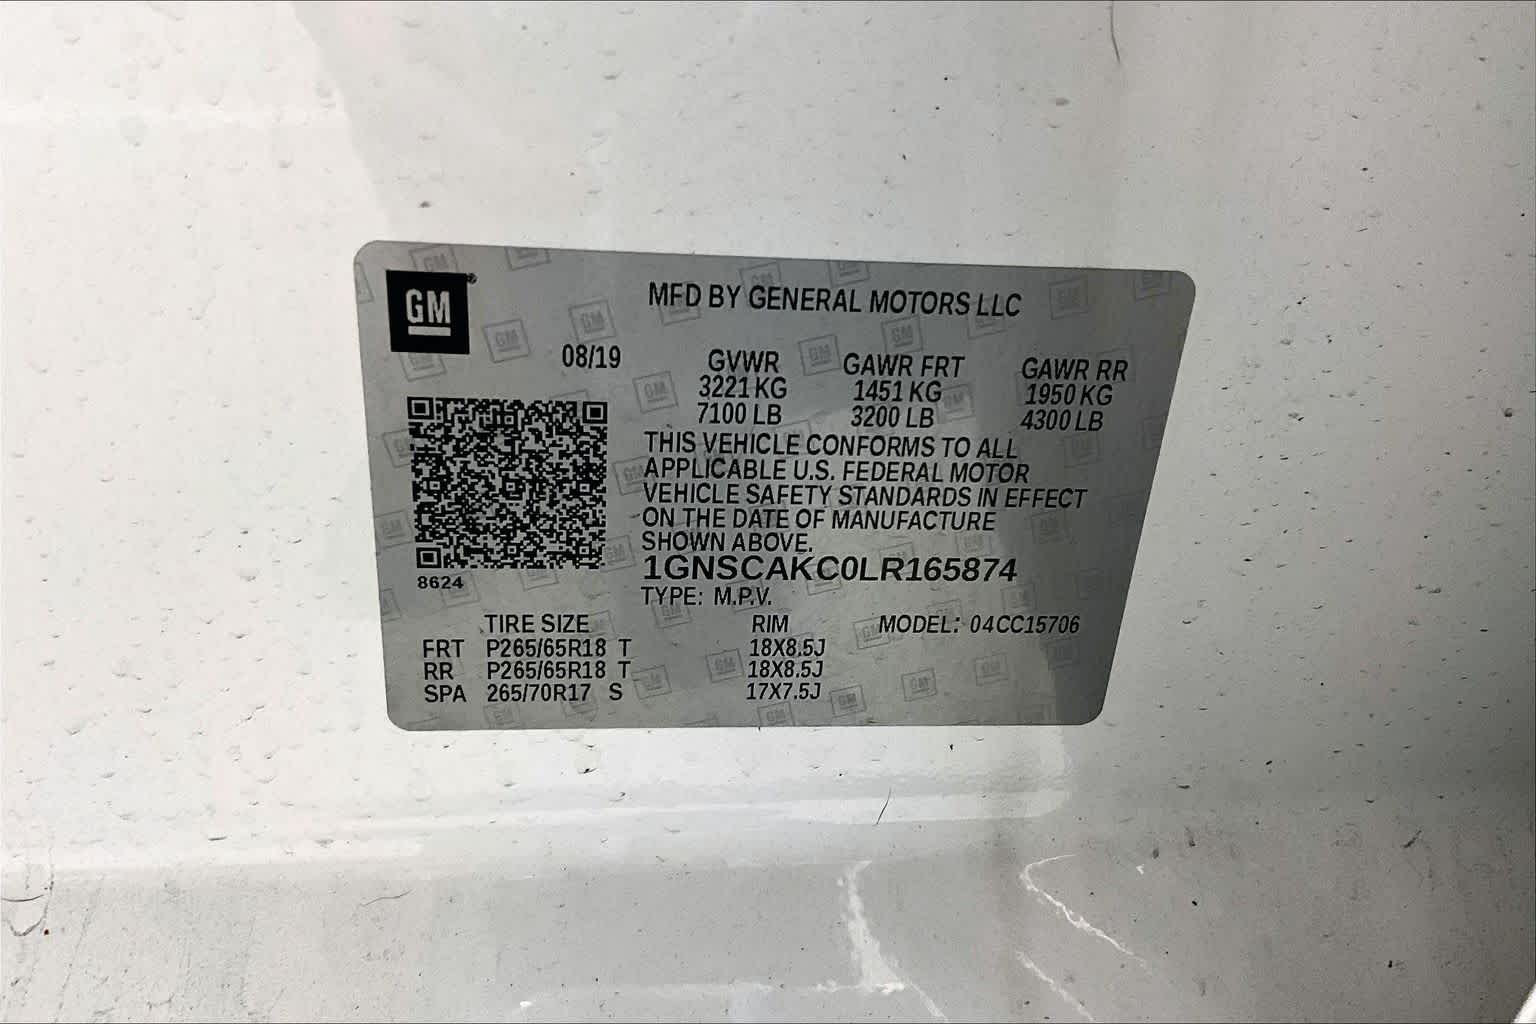 GM
MFD BY GENERAL MOTORS LLC
08/19 GVWR GAWR FRT GAWR RR
3221 KG 1451 KG 1950 KG
7100 LB 3200 LB 4300 LB
THIS VEHICLE CONFORMS TO ALL
APPLICABLE U.S. FEDERAL MOTOR
VEHICLE SAFETY STANDARDS IN EFFECT
ON THE DATE OF MANUFACTURE
SHOWN ABOVE.
1GNSCAKC0LR165874
8624
TYPE: M.P.V.
TIRE SIZE RIM MODEL: 04CC15706
FRT P265/65R18 T 18X8.5J
RR P265/65R18 T 18X8.5J
SPA 265/70R17 S 17X7.5J